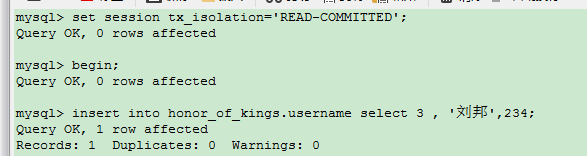 mysql> set session tx_isolation='READ-COMMITTED';
Query OK, 0 rows affected
mysql> begin;
Query OK, 0 rows affected
mysql> insert into honor_of_kings.username select 3 , '刘邦',234;
Query OK, 1 row affected
Records: 1  Duplicates: 0  Warnings: 0